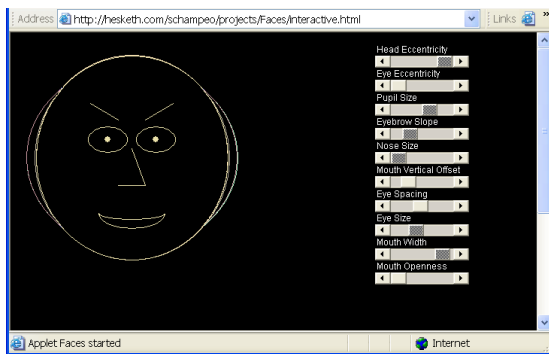 Address http://hesketh.com/schampeo/projects/Faces/interactive.html Links »
Head Eccentricity
Eye Eccentricity
Pupil Size
Eyebrow Slope
Nose Size
Mouth Vertical Offset
Eye Spacing
Eye Size
Mouth Width
Mouth Openness
Applet Faces started Internet